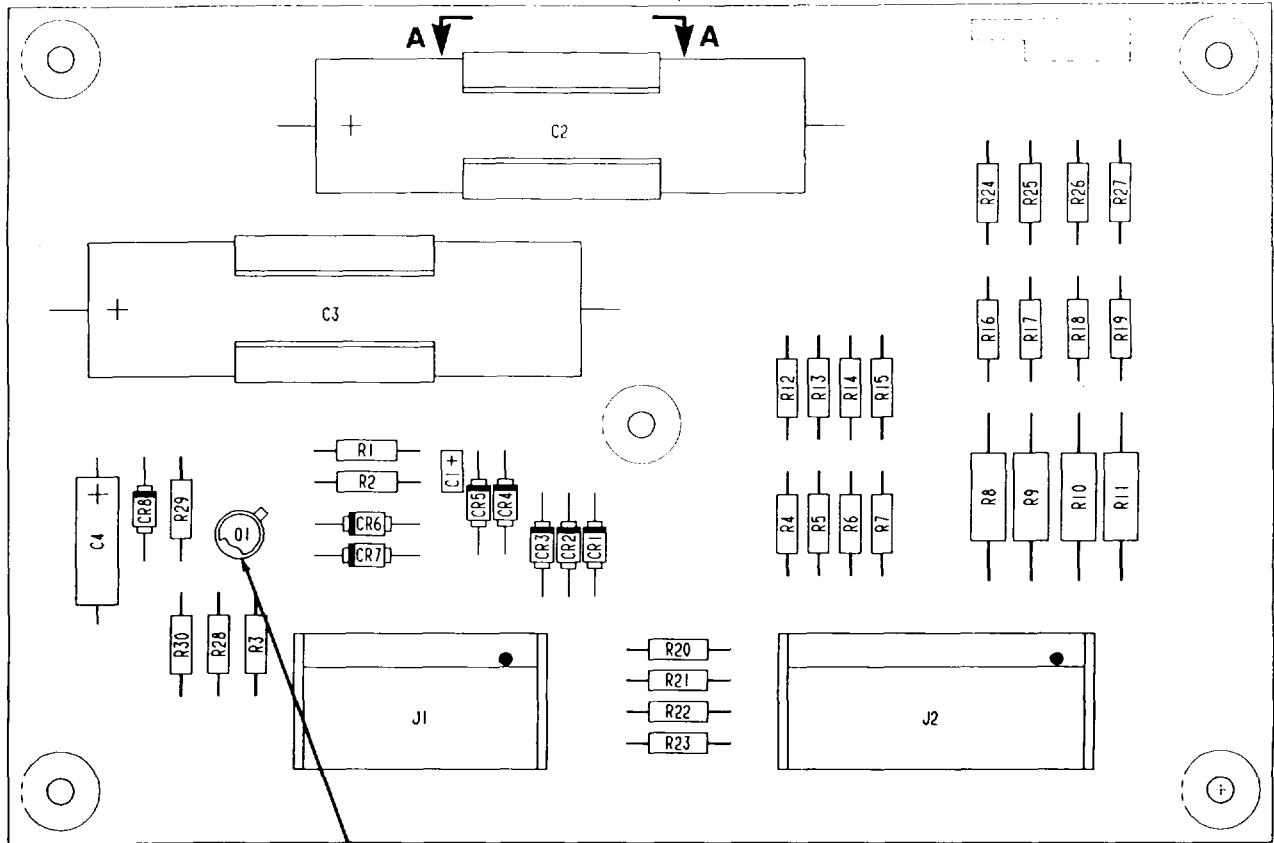 A A
C2
R24 R25 R26 R27
C3
R16 R17 R18 R19
R12 R13 R14 R15
R1
R2
C1 +
CR5 CR4
CR8 R29
C4
Q1
CR6
CR7
CR3 CR2 CR1
R4 R5 R6 R7
R8 R9 R10 R11
R30 R28 R3
J1
R20
R21
R22
R23
J2